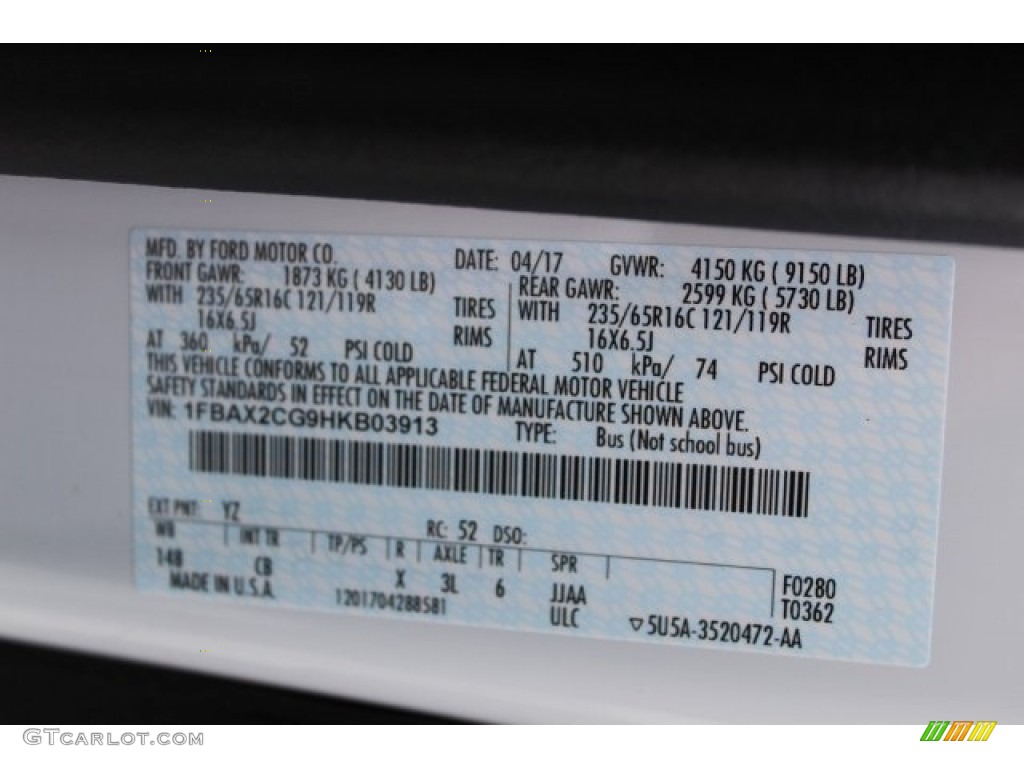 MFD. BY FORD MOTOR CO. DATE: 04/17 GVWR: 4150 KG ( 9150 LB)
FRONT GAWR: 1873 KG ( 4130 LB) REAR GAWR: 2599 KG ( 5730 LB)
WITH 235/65R16C 121/119R TIRES WITH 235/65R16C 121/119R TIRES
16X6.5J RIMS 16X6.5J RIMS
AT 360 kPa/ 52 PSI COLD AT 510 kPa/ 74 PSI COLD
THIS VEHICLE CONFORMS TO ALL APPLICABLE FEDERAL MOTOR VEHICLE
SAFETY STANDARDS IN EFFECT ON THE DATE OF MANUFACTURE SHOWN ABOVE.
VIN: 1FBAX2CG9HKB03913 TYPE: Bus (Not school bus)
EXT PNT: YZ RC: 52 DSO:
WB INT TR TP/PS R AXLE TR SPR
148 CB X 3L 6 JJAA F0280
MADE IN U.S.A. 1201704288581 ULC T0362
▽5U5A-3520472-AA
GTCARLOT.COM